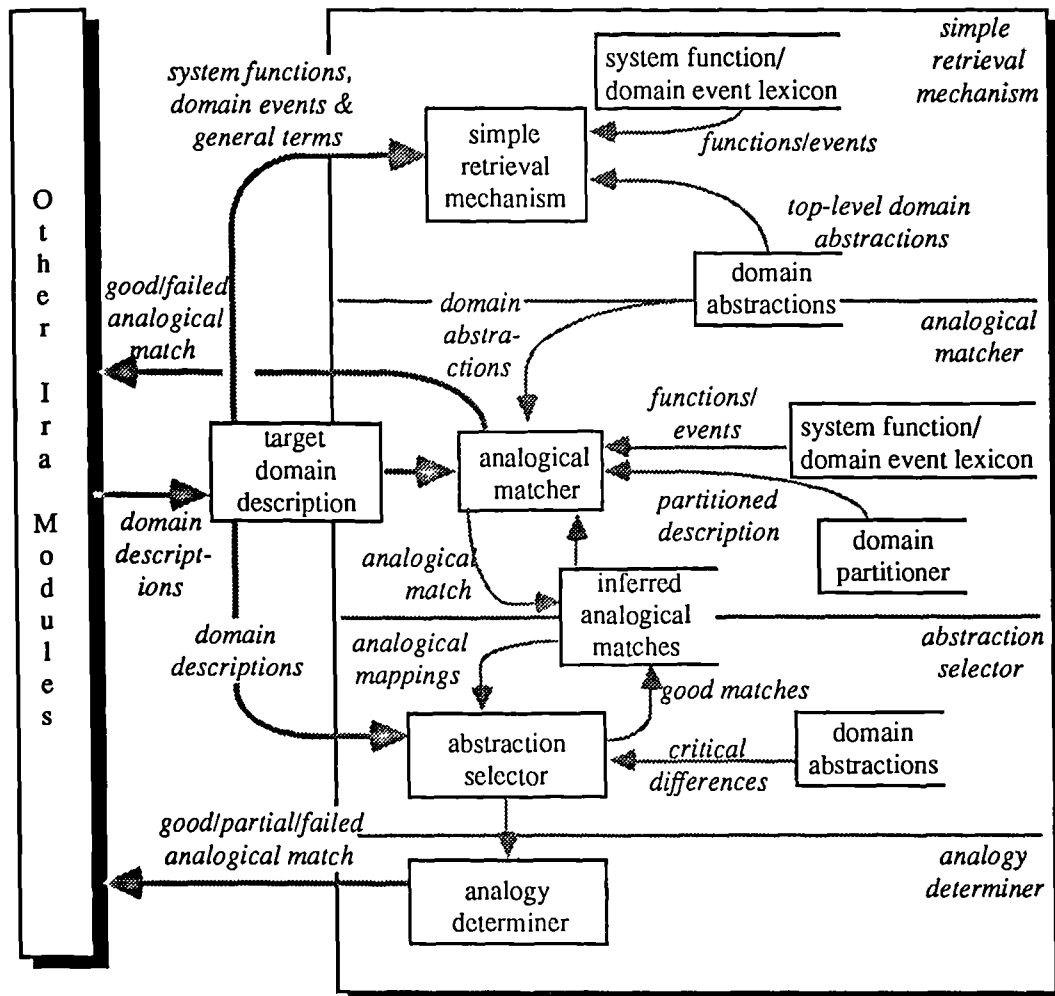 simple
retrieval
mechanism
system function/
domain event lexicon
system functions,
domain events &
general terms
simple
retrieval
mechanism
functions/events
top-level domain
abstractions
domain
abstractions
Other Ira Modules
good/failed
analogical
match
domain
abstra-
ctions
analogical
matcher
functions/
events
system function/
domain event lexicon
target
domain
description
analogical
matcher
partitioned
description
domain
descript-
ions
domain
partitioner
analogical
match
inferred
analogical
matches
domain
descriptions
analogical
mappings
abstraction
selector
good matches
abstraction
selector
critical
differences
domain
abstractions
good/partial/failed
analogical match
analogy
determiner
analogy
determiner